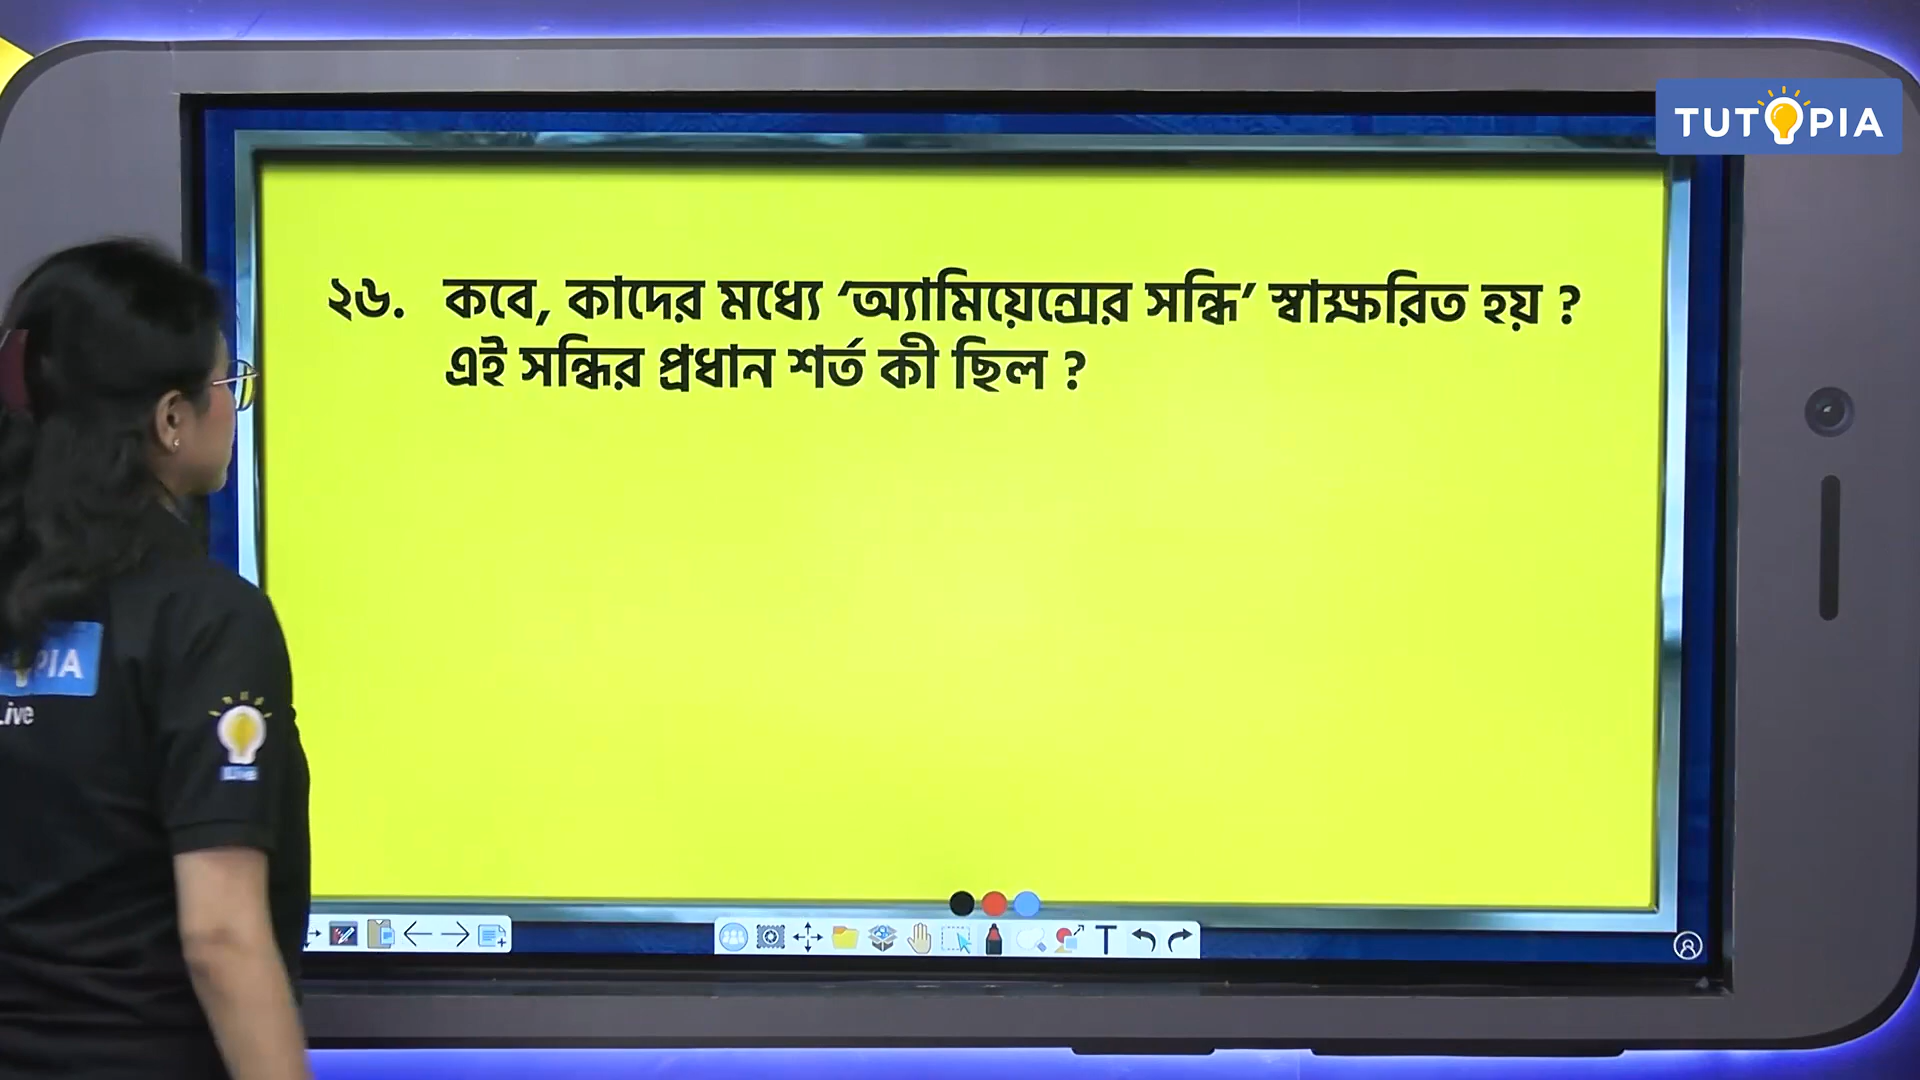 TUTOPIA
২৬. কবে, কাদের মধ্যে ‘অ্যামিয়েন্সের সন্ধি’ স্বাক্ষরিত হয় ?
এই সন্ধির প্রধান শর্ত কী ছিল ?
PIA
Live
T